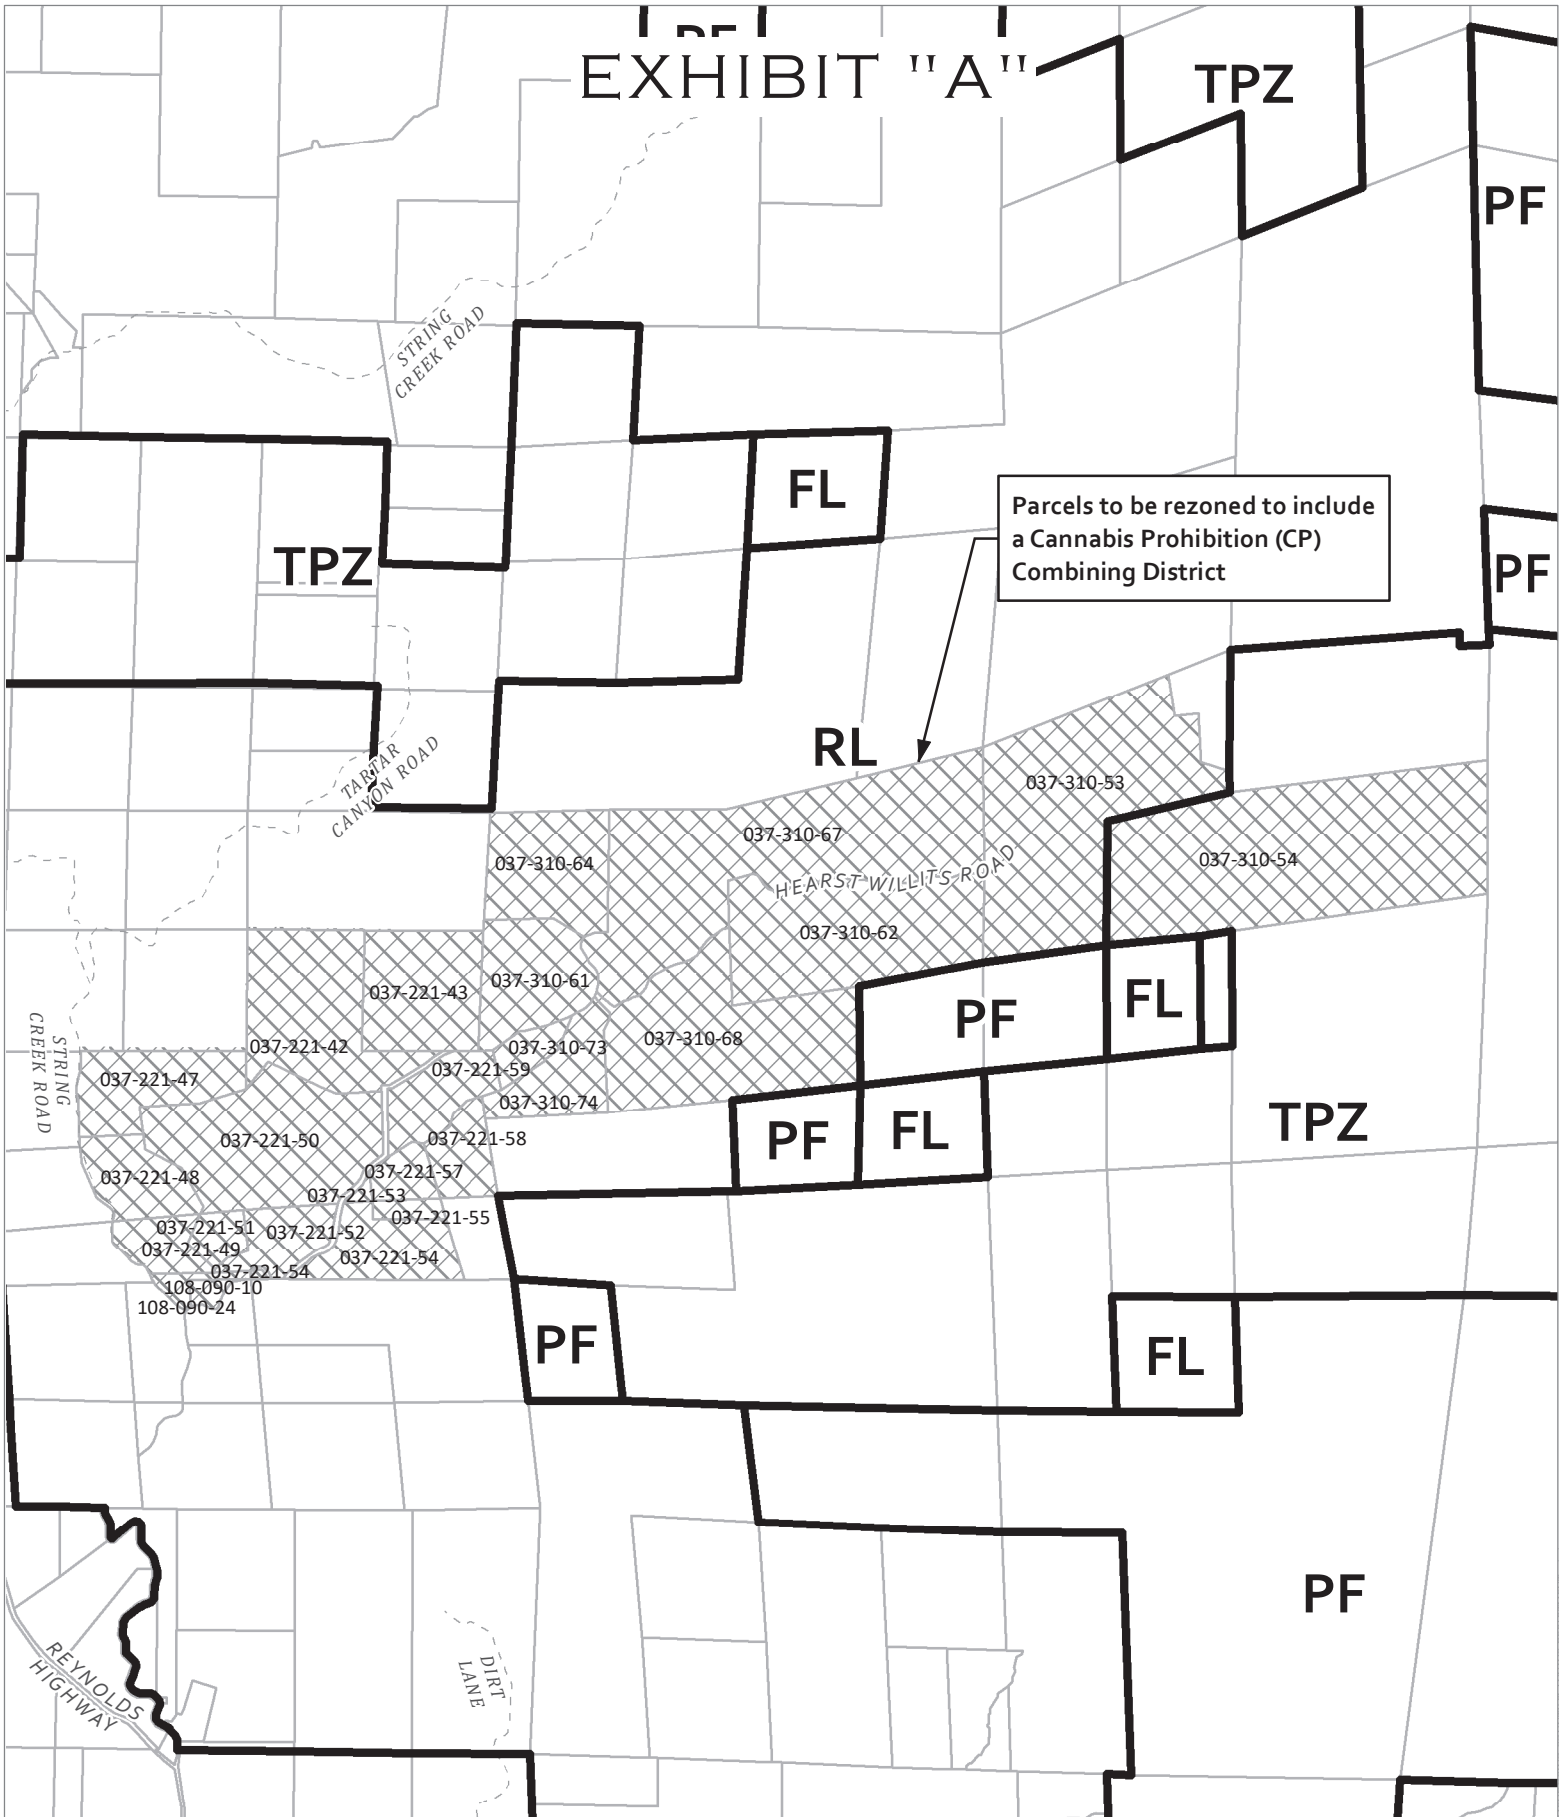 PF
EXHIBIT "A"
TPZ
PF
STRING
CREEK ROAD
FL
Parcels to be rezoned to include
a Cannabis Prohibition (CP)
Combining District
TPZ
PF
RL
TARTAR
CANYON ROAD
037-310-53
037-310-67
037-310-54
037-310-64
HEARST WILLITS ROAD
037-310-62
037-310-61
037-221-43
PF
FL
037-310-68
037-221-42
037-310-73
037-221-59
STRING
CREEK ROAD
037-221-47
037-310-74
TPZ
037-221-50
037-221-58
PF
FL
037-221-57
037-221-48
037-221-53
037-221-55
037-221-51
037-221-52
037-221-49
037-221-54
037-221-54
108-090-10
108-090-24
PF
FL
PF
REYNOLDS
HIGHWAY
DIRT
LANE